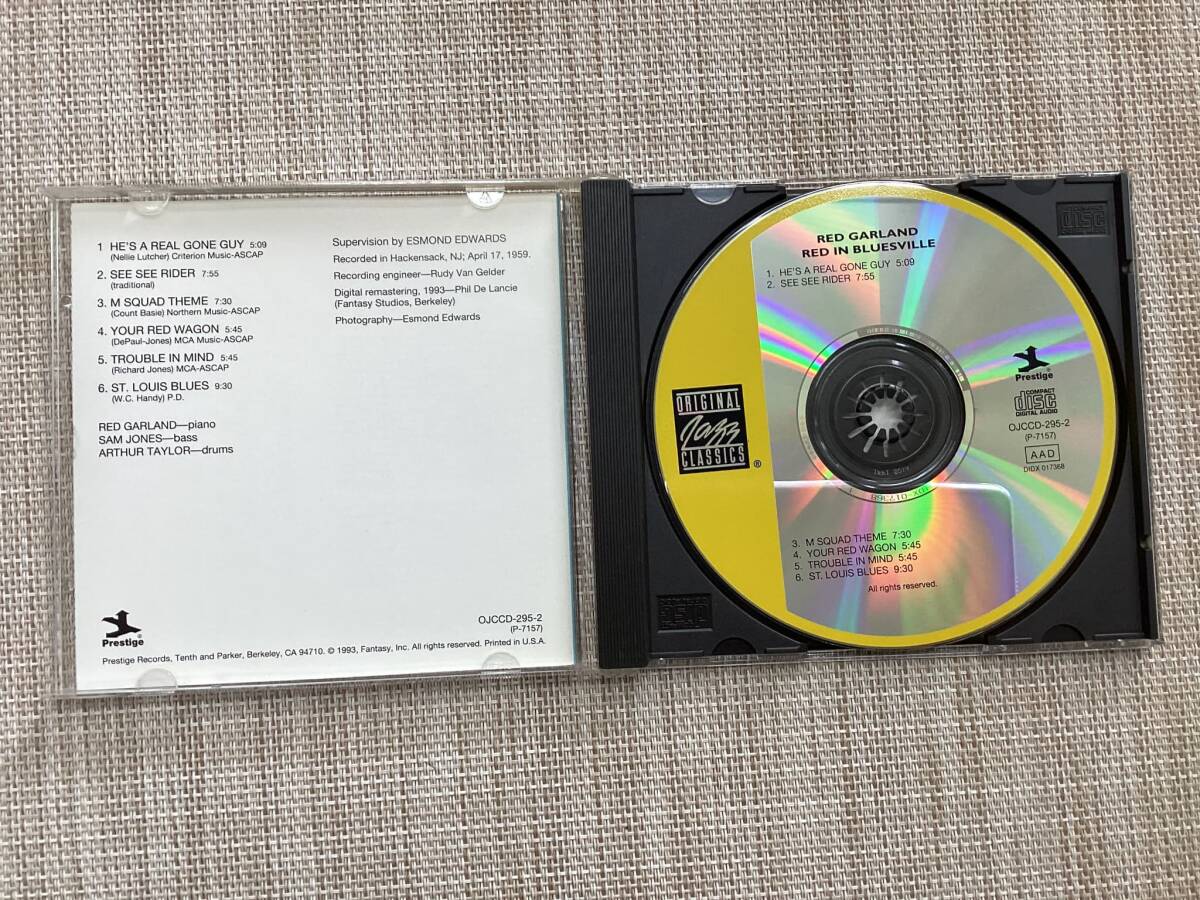 1 HE'S A REAL GONE GUY 5:09
(Nellie Lutcher) Criterion Music-ASCAP
2. SEE SEE RIDER 7:55
(traditional)
3. M SQUAD THEME 7:30
(Count Basie) Northern Music-ASCAP
4. YOUR RED WAGON 5:45
(DePaul-Jones) MCA Music-ASCAP
5. TROUBLE IN MIND 5:45
(Richard Jones) MCA-ASCAP
6. ST. LOUIS BLUES 9:30
(W.C. Handy) P.D.
RED GARLAND—piano
SAM JONES—bass
ARTHUR TAYLOR—drums
Supervision by ESMOND EDWARDS
Recorded in Hackensack, NJ; April 17, 1959.
Recording engineer—Rudy Van Gelder
Digital remastering, 1993—Phil De Lancie
(Fantasy Studios, Berkeley)
Photography—Esmond Edwards
Prestige®
OJCCD-295-2
(P-7157)
Prestige Records, Tenth and Parker, Berkeley, CA 94710. © 1993, Fantasy, Inc. All rights reserved. Printed in U.S.A.
RED GARLAND
RED IN BLUESVILLE
1. HE'S A REAL GONE GUY 5:09
2. SEE SEE RIDER 7:55
ORIGINAL
Jazz
CLASSICS ®
Prestige
COMPACT
disc
DIGITAL AUDIO
OJCCD-295-2
(P-7157)
AAD
DIDX 017368
3. M SQUAD THEME 7:30
4. YOUR RED WAGON 5:45
5. TROUBLE IN MIND 5:45
6. ST. LOUIS BLUES 9:30
All rights reserved.
disc